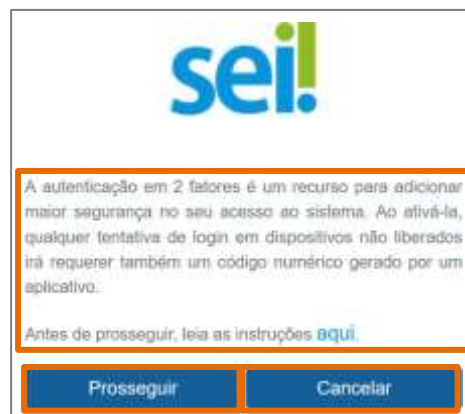 sei!
A autenticação em 2 fatores é um recurso para adicionar
maior segurança no seu acesso ao sistema. Ao ativá-la,
qualquer tentativa de login em dispositivos não liberados
irá requerer também um código numérico gerado por um
aplicativo.
Antes de prosseguir, leia as instruções aqui.
Prosseguir Cancelar